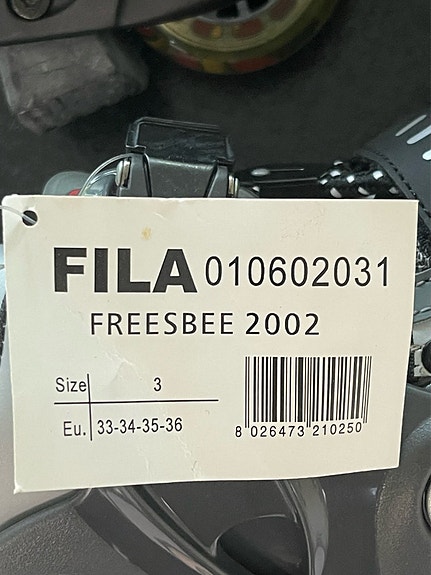 FILA 010602031
FREESBEE 2002
Size 3
Eu. 33-34-35-36
8 026473 210250